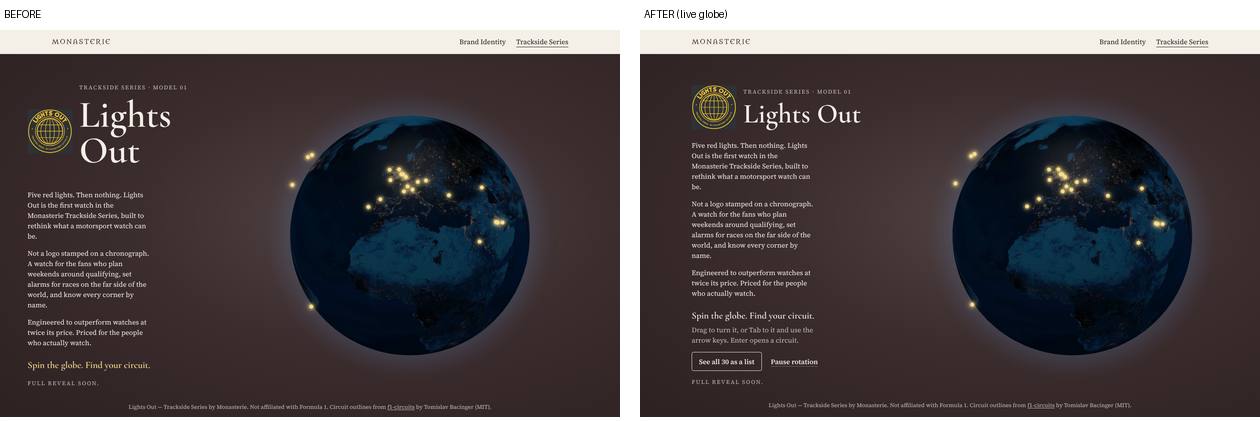 BEFORE
MONASTERIE
Brand Identity Trackside Series
TRACKSIDE SERIES · MODEL 01
LIGHTS OUT
Lights
Out
Five red lights. Then nothing. Lights
Out is the first watch in the
Monasterie Trackside Series, built to
rethink what a motorsport watch can
be.
Not a logo stamped on a chronograph.
A watch for the fans who plan
weekends around qualifying, set
alarms for races on the far side of the
world, and know every corner by
name.
Engineered to outperform watches at
twice its price. Priced for the people
who actually watch.
Spin the globe. Find your circuit.
FULL REVEAL SOON.
Lights Out — Trackside Series by Monasterie. Not affiliated with Formula 1. Circuit outlines from f1-circuits by Tomislav Bacinger (MIT).
AFTER (live globe)
MONASTERIE
Brand Identity Trackside Series
LIGHTS OUT
TRACKSIDE SERIES · MODEL 01
Lights Out
Five red lights. Then nothing. Lights
Out is the first watch in the
Monasterie Trackside Series, built to
rethink what a motorsport watch can
be.
Not a logo stamped on a chronograph.
A watch for the fans who plan
weekends around qualifying, set
alarms for races on the far side of the
world, and know every corner by
name.
Engineered to outperform watches at
twice its price. Priced for the people
who actually watch.
Spin the globe. Find your circuit.
Drag to turn it, or Tab to it and use the
arrow keys. Enter opens a circuit.
See all 30 as a list Pause rotation
FULL REVEAL SOON.
Lights Out — Trackside Series by Monasterie. Not affiliated with Formula 1. Circuit outlines from f1-circuits by Tomislav Bacinger (MIT).